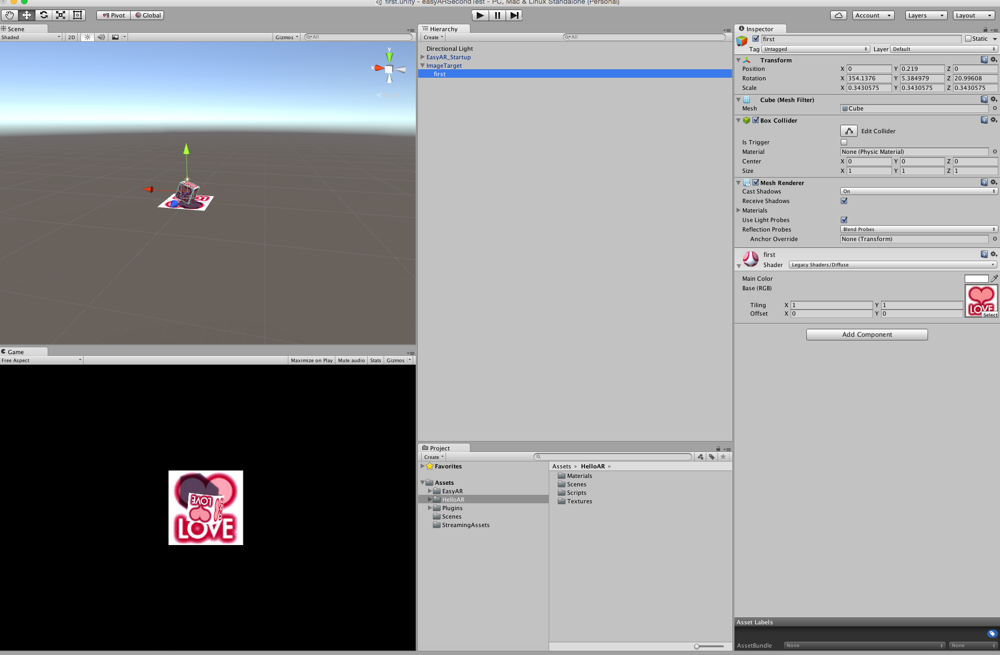 first.unity - easyARSecondTest - PC, Mac & Linux Standalone (Personal)
Pivot Global Account Layers Layout
Scene
Shaded 2D Gizmos All
y
x
Game
Free Aspect Maximize on Play Mute audio Stats Gizmos
LOVE
LOVE
LOVE
Hierarchy
Create All
Directional Light
EasyAR_Startup
ImageTarget
first
Project
Create
Favorites
Assets
EasyAR
HelloAR
Plugins
Scenes
StreamingAssets
Assets HelloAR
Materials
Scenes
Scripts
Textures
Inspector
first Static
Tag Untagged Layer Default
Transform
Position X 0 Y 0.219 Z 0
Rotation X 354.1376 Y 5.384979 Z 20.99608
Scale X 0.3430575 Y 0.3430575 Z 0.3430575
Cube (Mesh Filter)
Mesh Cube
Box Collider
Edit Collider
Is Trigger
Material None (Physic Material)
Center X 0 Y 0 Z 0
Size X 1 Y 1 Z 1
Mesh Renderer
Cast Shadows On
Receive Shadows
Materials
Use Light Probes
Reflection Probes Blend Probes
Anchor Override None (Transform)
first
Shader Legacy Shaders/Diffuse
Main Color
Base (RGB)
LOVE
Tiling X 1 Y 1
Offset X 0 Y 0 Select
Add Component
Asset Labels
AssetBundle None None